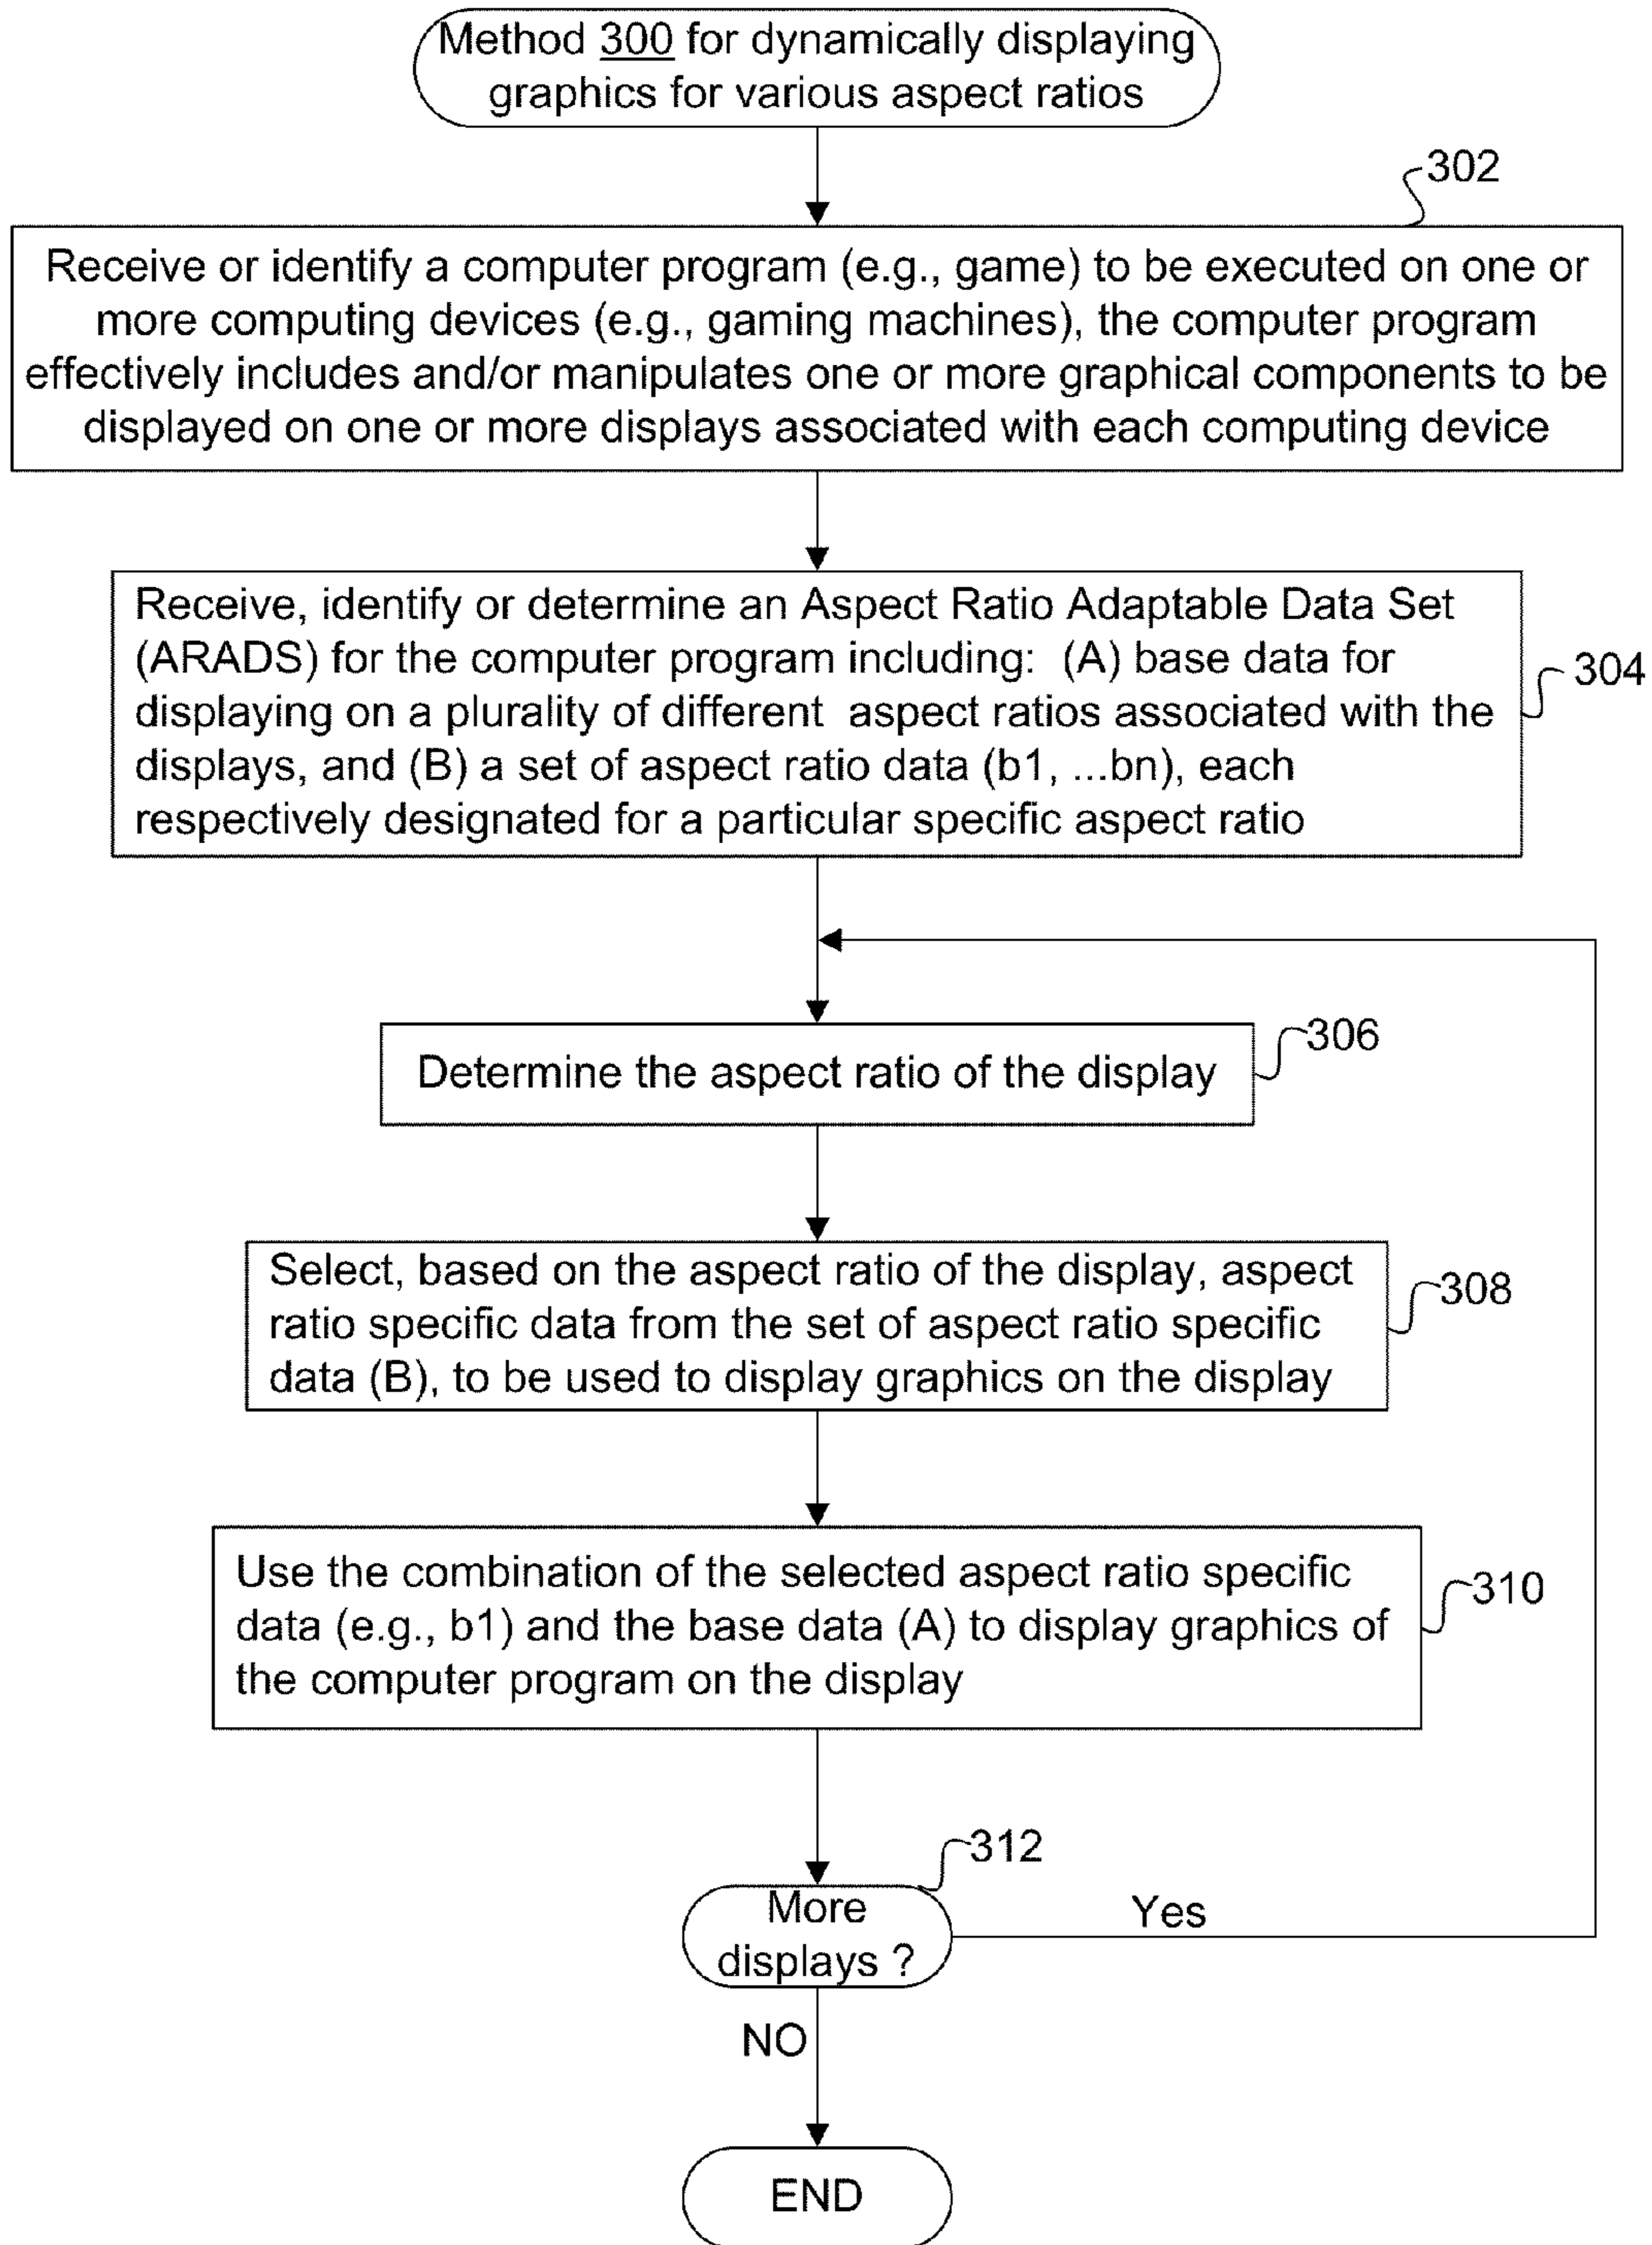 Method 300 for dynamically displaying
graphics for various aspect ratios
302
Receive or identify a computer program (e.g., game) to be executed on one or
more computing devices (e.g., gaming machines), the computer program
effectively includes and/or manipulates one or more graphical components to be
displayed on one or more displays associated with each computing device
Receive, identify or determine an Aspect Ratio Adaptable Data Set
(ARADS) for the computer program including: (A) base data for
displaying on a plurality of different aspect ratios associated with the
displays, and (B) a set of aspect ratio data (b1, ...bn), each
respectively designated for a particular specific aspect ratio
304
Determine the aspect ratio of the display
306
Select, based on the aspect ratio of the display, aspect
ratio specific data from the set of aspect ratio specific
data (B), to be used to display graphics on the display
308
Use the combination of the selected aspect ratio specific
data (e.g., b1) and the base data (A) to display graphics of
the computer program on the display
310
312
More
displays ?
Yes
NO
END